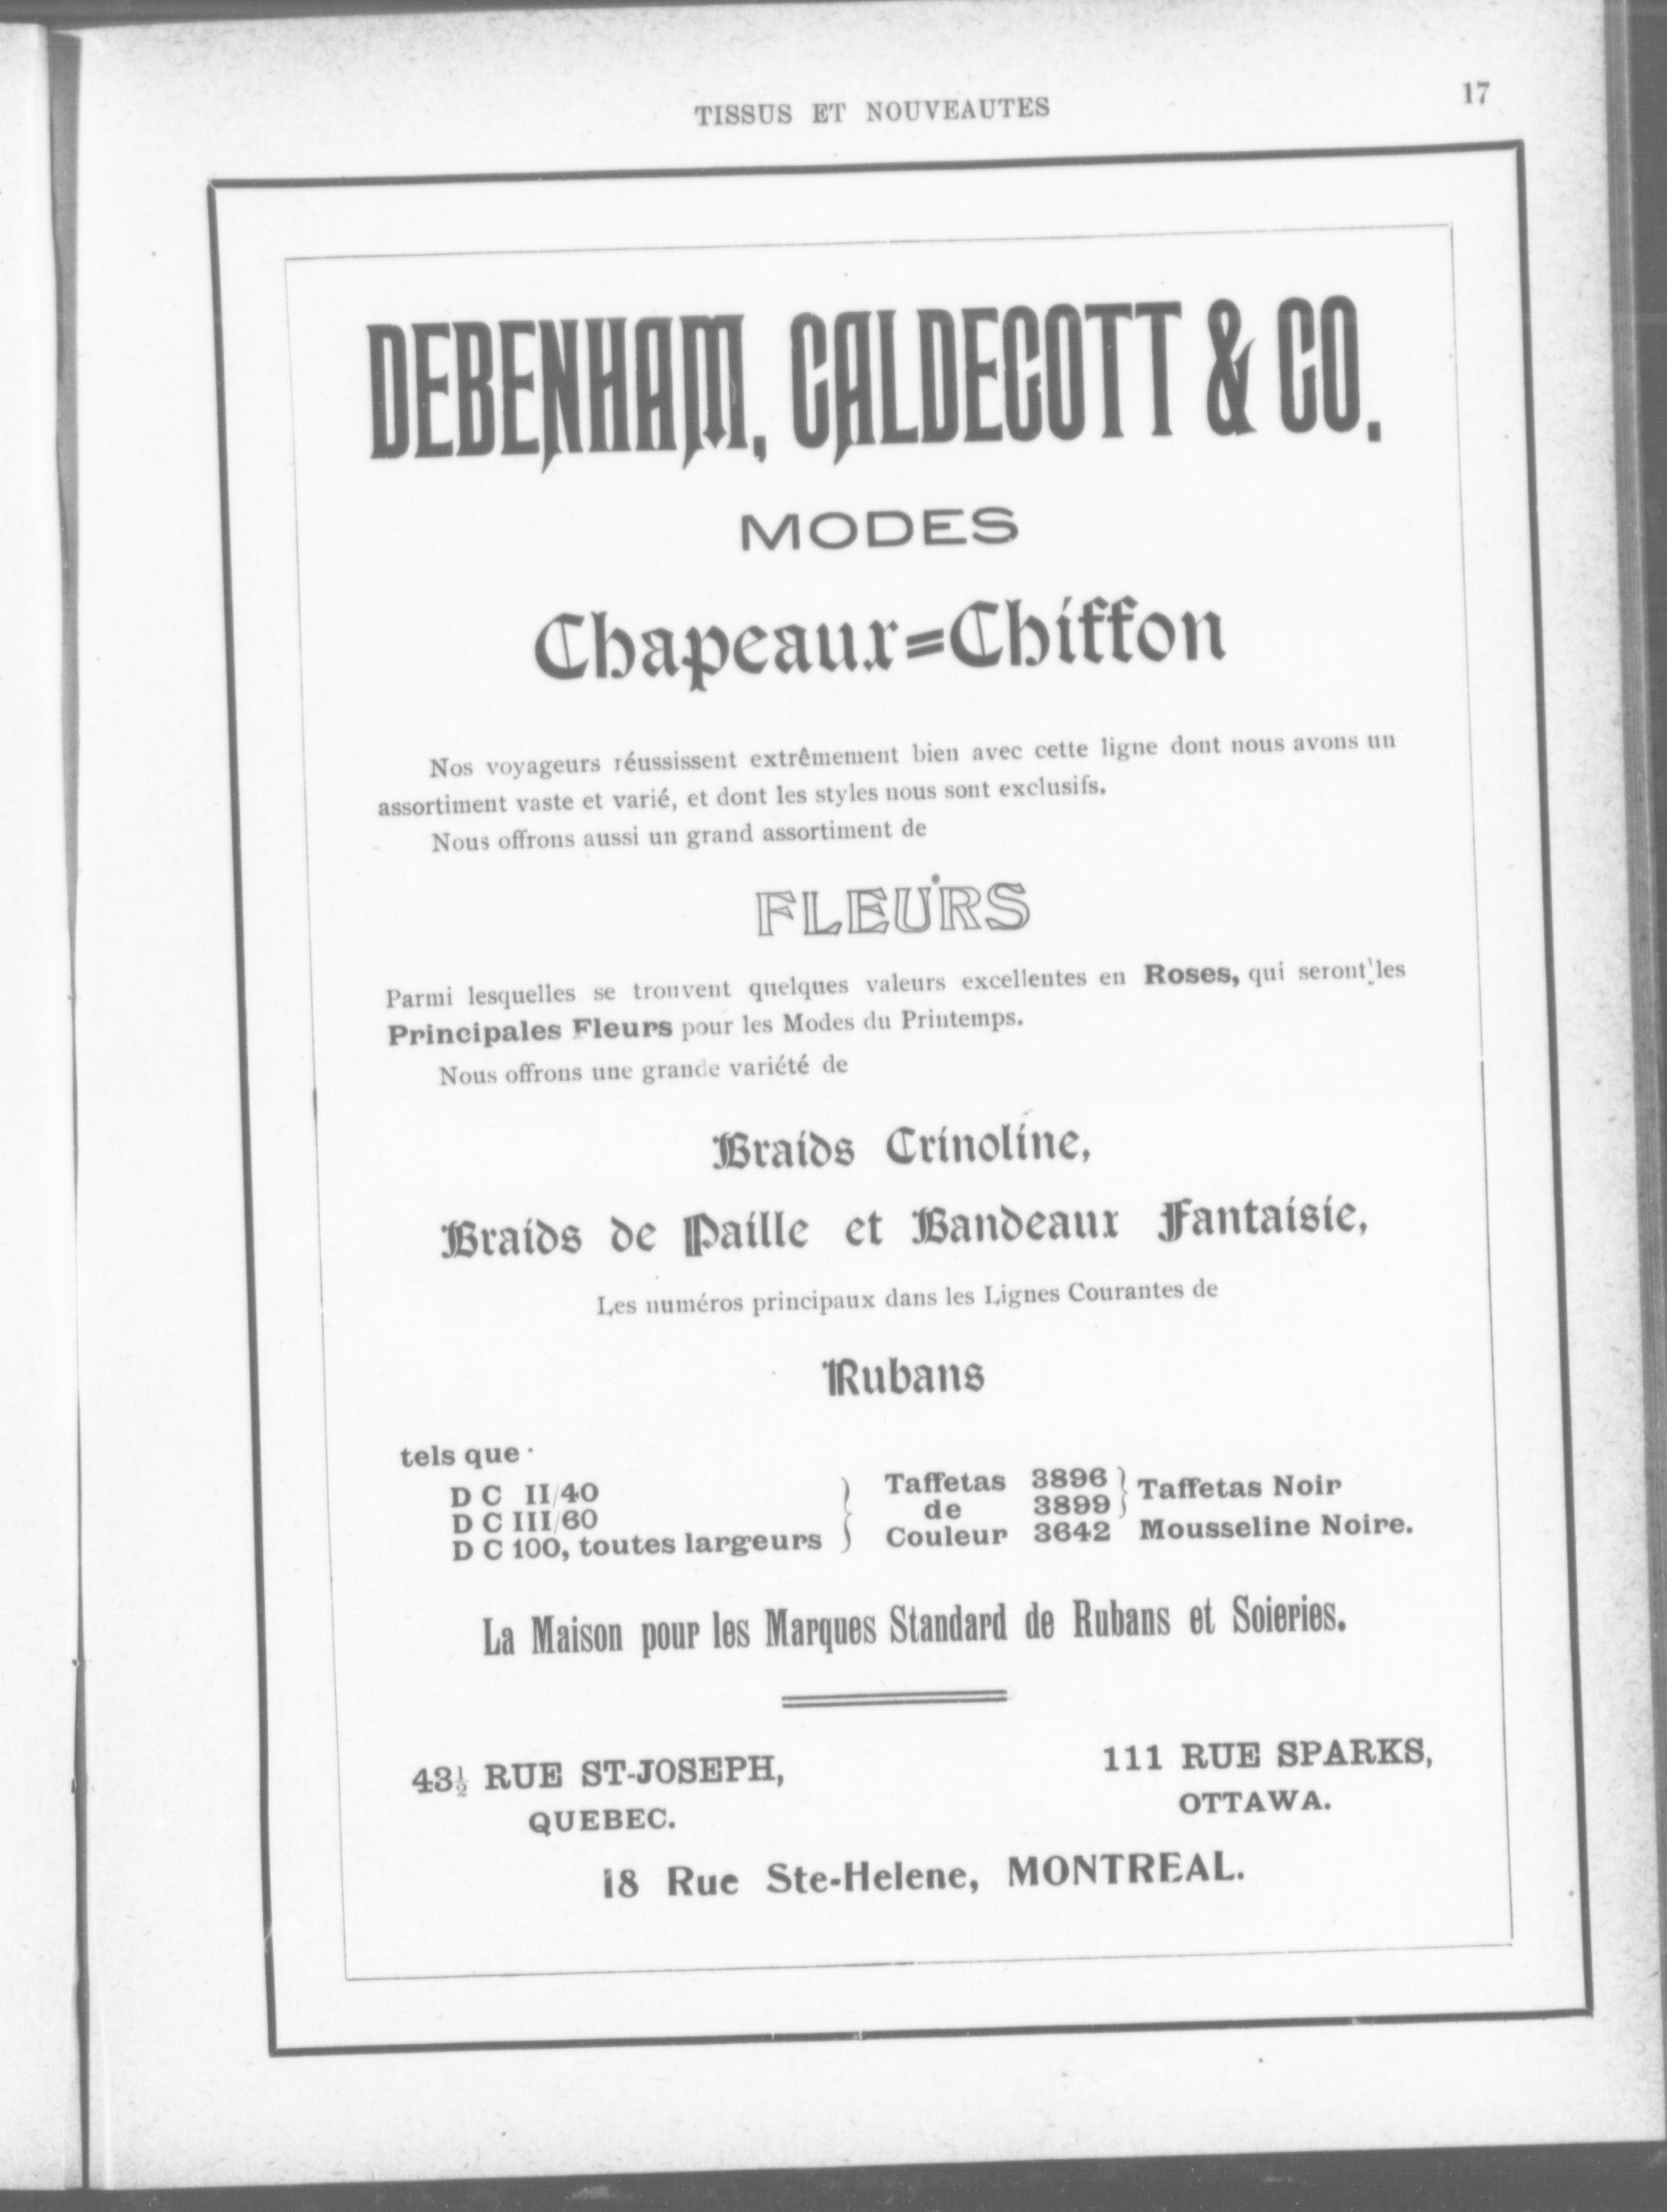 TISSUS ET NOUVEAUTES
17
DEBENHAM, CALDECOTT & CO.
MODES
Chapeaux=Chiffon
Nos voyageurs réussissent extrêmement bien avec cette ligne dont nous avons un
assortiment vaste et varié, et dont les styles nous sont exclusifs.
Nous offrons aussi un grand assortiment de
FLEURS
Parmi lesquelles se trouvent quelques valeurs excellentes en Roses, qui seront les
Principales Fleurs pour les Modes du Printemps.
Nous offrons une grande variété de
Braids Crinoline,
Braids de Paille et Bandeaux Fantaisie,
Les numéros principaux dans les Lignes Courantes de
Rubans
tels que :
D C II/40 } Taffetas 3896 } Taffetas Noir
D C III/60 } de 3899 }
D C 100, toutes largeurs } Couleur 3642 Mousseline Noire.
La Maison pour les Marques Standard de Rubans et Soieries.
43½ RUE ST-JOSEPH,
QUEBEC.
111 RUE SPARKS,
OTTAWA.
18 Rue Ste-Helene, MONTREAL.